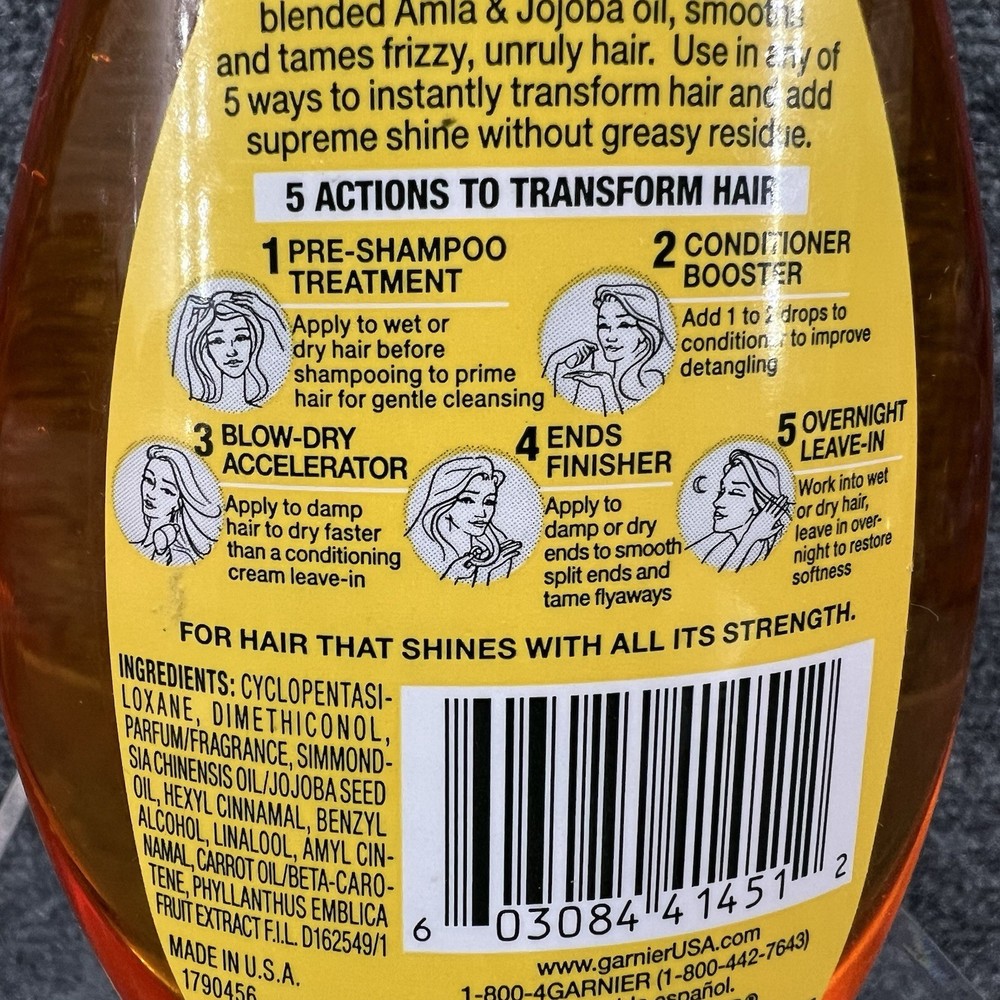 blended Amla & Jojoba oil, smooths
and tames frizzy, unruly hair. Use in any of
5 ways to instantly transform hair and add
supreme shine without greasy residue.
5 ACTIONS TO TRANSFORM HAIR
1 PRE-SHAMPOO
TREATMENT
Apply to wet or
dry hair before
shampooing to prime
hair for gentle cleansing
2 CONDITIONER
BOOSTER
Add 1 to 2 drops to
conditioner to improve
detangling
3 BLOW-DRY
ACCELERATOR
Apply to damp
hair to dry faster
than a conditioning
cream leave-in
4 ENDS
FINISHER
Apply to
damp or dry
ends to smooth
split ends and
tame flyaways
5 OVERNIGHT
LEAVE-IN
Work into wet
or dry hair,
leave in over-
night to restore
softness
FOR HAIR THAT SHINES WITH ALL ITS STRENGTH.
INGREDIENTS: CYCLOPENTASI-
LOXANE, DIMETHICONOL,
PARFUM/FRAGRANCE, SIMMOND-
SIA CHINENSIS OIL/JOJOBA SEED
OIL, HEXYL CINNAMAL, BENZYL
ALCOHOL, LINALOOL, AMYL CIN-
NAMAL, CARROT OIL/BETA-CARO-
TENE, PHYLLANTHUS EMBLICA
FRUIT EXTRACT F.I.L. D162549/1
MADE IN U.S.A.
1790456
6 03084 41451 2
www.garnierUSA.com
1-800-4GARNIER (1-800-442-7643)
español.